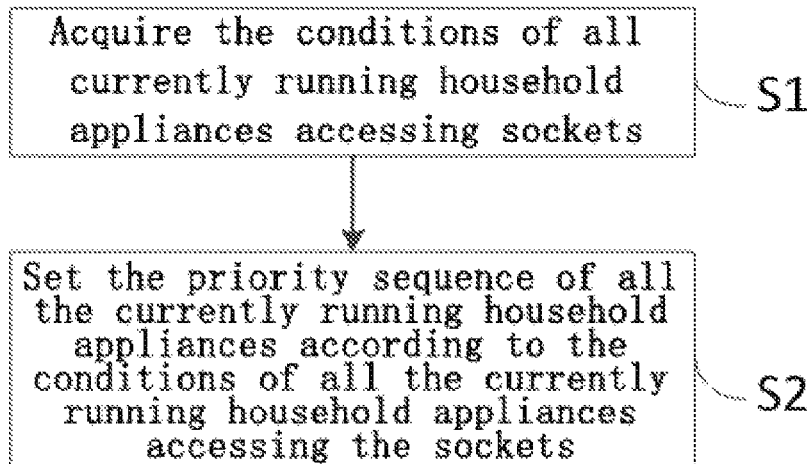 Acquire the conditions of all
currently running household
appliances accessing sockets
S1
Set the priority sequence of all
the currently running household
appliances according to the
conditions of all the currently
running household appliances
accessing the sockets
S2